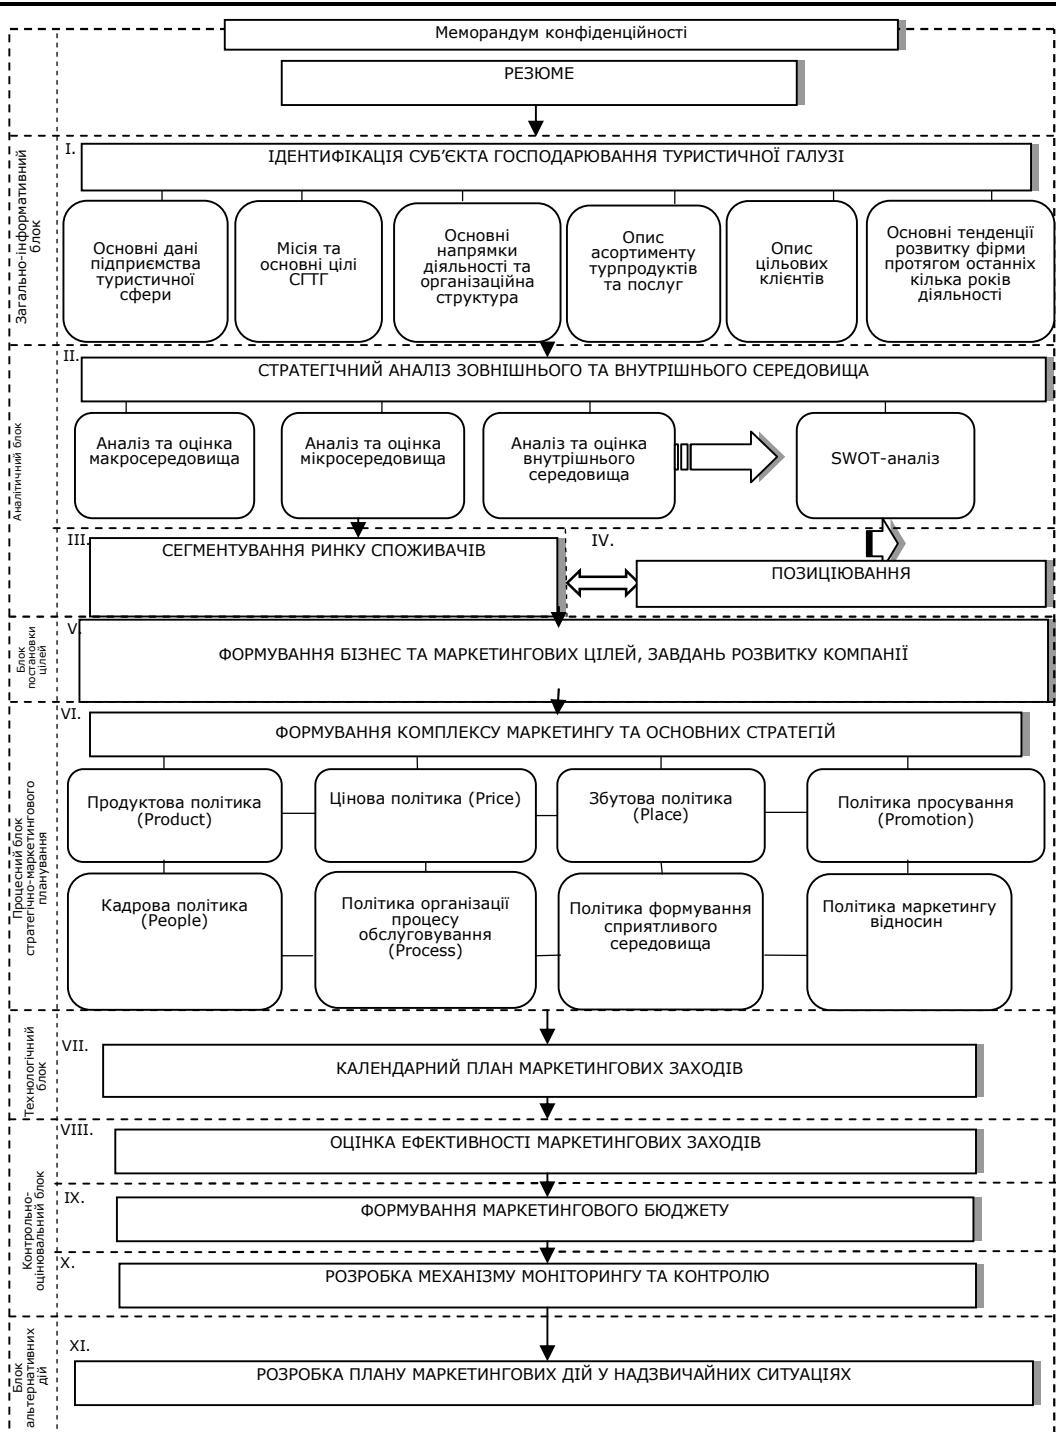 Меморандум конфіденційності
РЕЗЮМЕ
Загально-інформативний
блок
I.
ІДЕНТИФІКАЦІЯ СУБ’ЄКТА ГОСПОДАРЮВАННЯ ТУРИСТИЧНОЇ ГАЛУЗІ
Основні дані
підприємства
туристичної
сфери
Місія та
основні цілі
СГТГ
Основні
напрямки
діяльності та
організаційна
структура
Опис
асортименту
турпродуктів
та послуг
Опис
цільових
клієнтів
Основні тенденції
розвитку фірми
протягом останніх
кілька років
діяльності
Аналітичний блок
II.
СТРАТЕГІЧНИЙ АНАЛІЗ ЗОВНІШНЬОГО ТА ВНУТРІШНЬОГО СЕРЕДОВИЩА
Аналіз та оцінка
макросередовища
Аналіз та оцінка
мікросередовища
Аналіз та оцінка
внутрішнього
середовища
SWOT-аналіз
III.
СЕГМЕНТУВАННЯ РИНКУ СПОЖИВАЧІВ
IV.
ПОЗИЦІЮВАННЯ
Блок
постановки
цілей
V.
ФОРМУВАННЯ БІЗНЕС ТА МАРКЕТИНГОВИХ ЦІЛЕЙ, ЗАВДАНЬ РОЗВИТКУ КОМПАНІЇ
Процесний блок
стратегічно-маркетингового
планування
VI.
ФОРМУВАННЯ КОМПЛЕКСУ МАРКЕТИНГУ ТА ОСНОВНИХ СТРАТЕГІЙ
Продуктова політика
(Product)
Цінова політика (Price)
Збутова політика
(Place)
Політика просування
(Promotion)
Кадрова політика
(People)
Політика організації
процесу
обслуговування
(Process)
Політика формування
сприятливого
середовища
Політика маркетингу
відносин
Технологічний
блок
VII.
КАЛЕНДАРНИЙ ПЛАН МАРКЕТИНГОВИХ ЗАХОДІВ
Контрольно-
оцінювальний блок
VIII.
ОЦІНКА ЕФЕКТИВНОСТІ МАРКЕТИНГОВИХ ЗАХОДІВ
IX.
ФОРМУВАННЯ МАРКЕТИНГОВОГО БЮДЖЕТУ
X.
РОЗРОБКА МЕХАНІЗМУ МОНІТОРИНГУ ТА КОНТРОЛЮ
Блок
альтернативних
дій
XI.
РОЗРОБКА ПЛАНУ МАРКЕТИНГОВИХ ДІЙ У НАДЗВИЧАЙНИХ СИТУАЦІЯХ